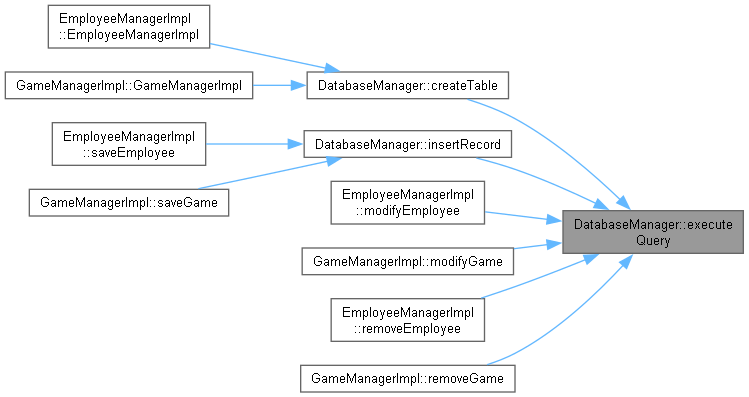 EmployeeManagerImpl
::EmployeeManagerImpl
GameManagerImpl::GameManagerImpl
DatabaseManager::createTable
EmployeeManagerImpl
::saveEmployee
DatabaseManager::insertRecord
GameManagerImpl::saveGame
EmployeeManagerImpl
::modifyEmployee
DatabaseManager::execute
Query
GameManagerImpl::modifyGame
EmployeeManagerImpl
::removeEmployee
GameManagerImpl::removeGame